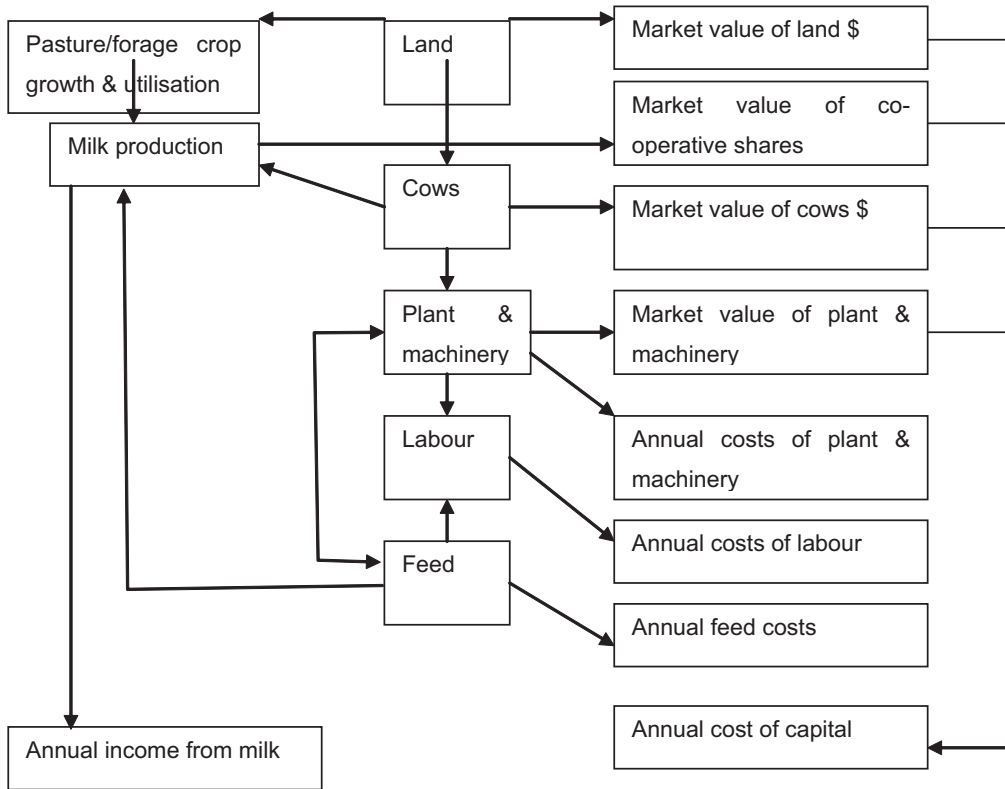 Pasture/forage crop
growth & utilisation
Land
Market value of land $
Milk production
Market value of co-
operative shares
Cows
Market value of cows $
Plant &
machinery
Market value of plant &
machinery
Labour
Annual costs of plant &
machinery
Annual costs of labour
Feed
Annual feed costs
Annual income from milk
Annual cost of capital